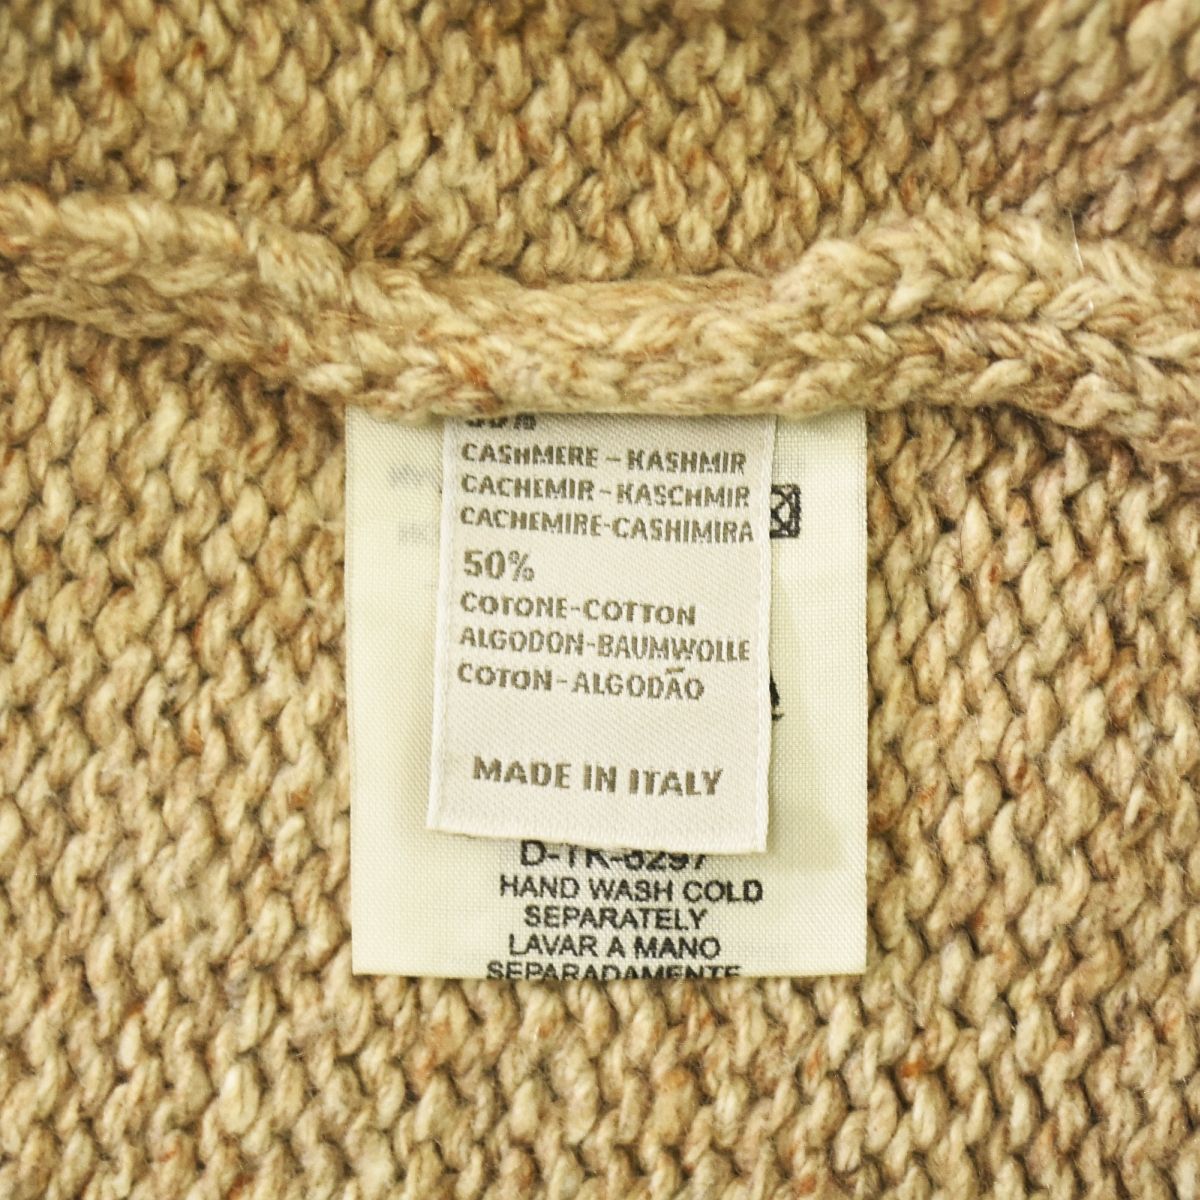 CASHMERE - KASHMIR
CACHEMIR - KASCHMIR
CACHEMIRE-CASHIMIRA
50%
COTONE-COTTON
ALGODON-BAUMWOLLE
COTON-ALGODÃO
MADE IN ITALY
HAND WASH COLD
SEPARATELY
LAVAR A MANO
SEPARADAMENTE